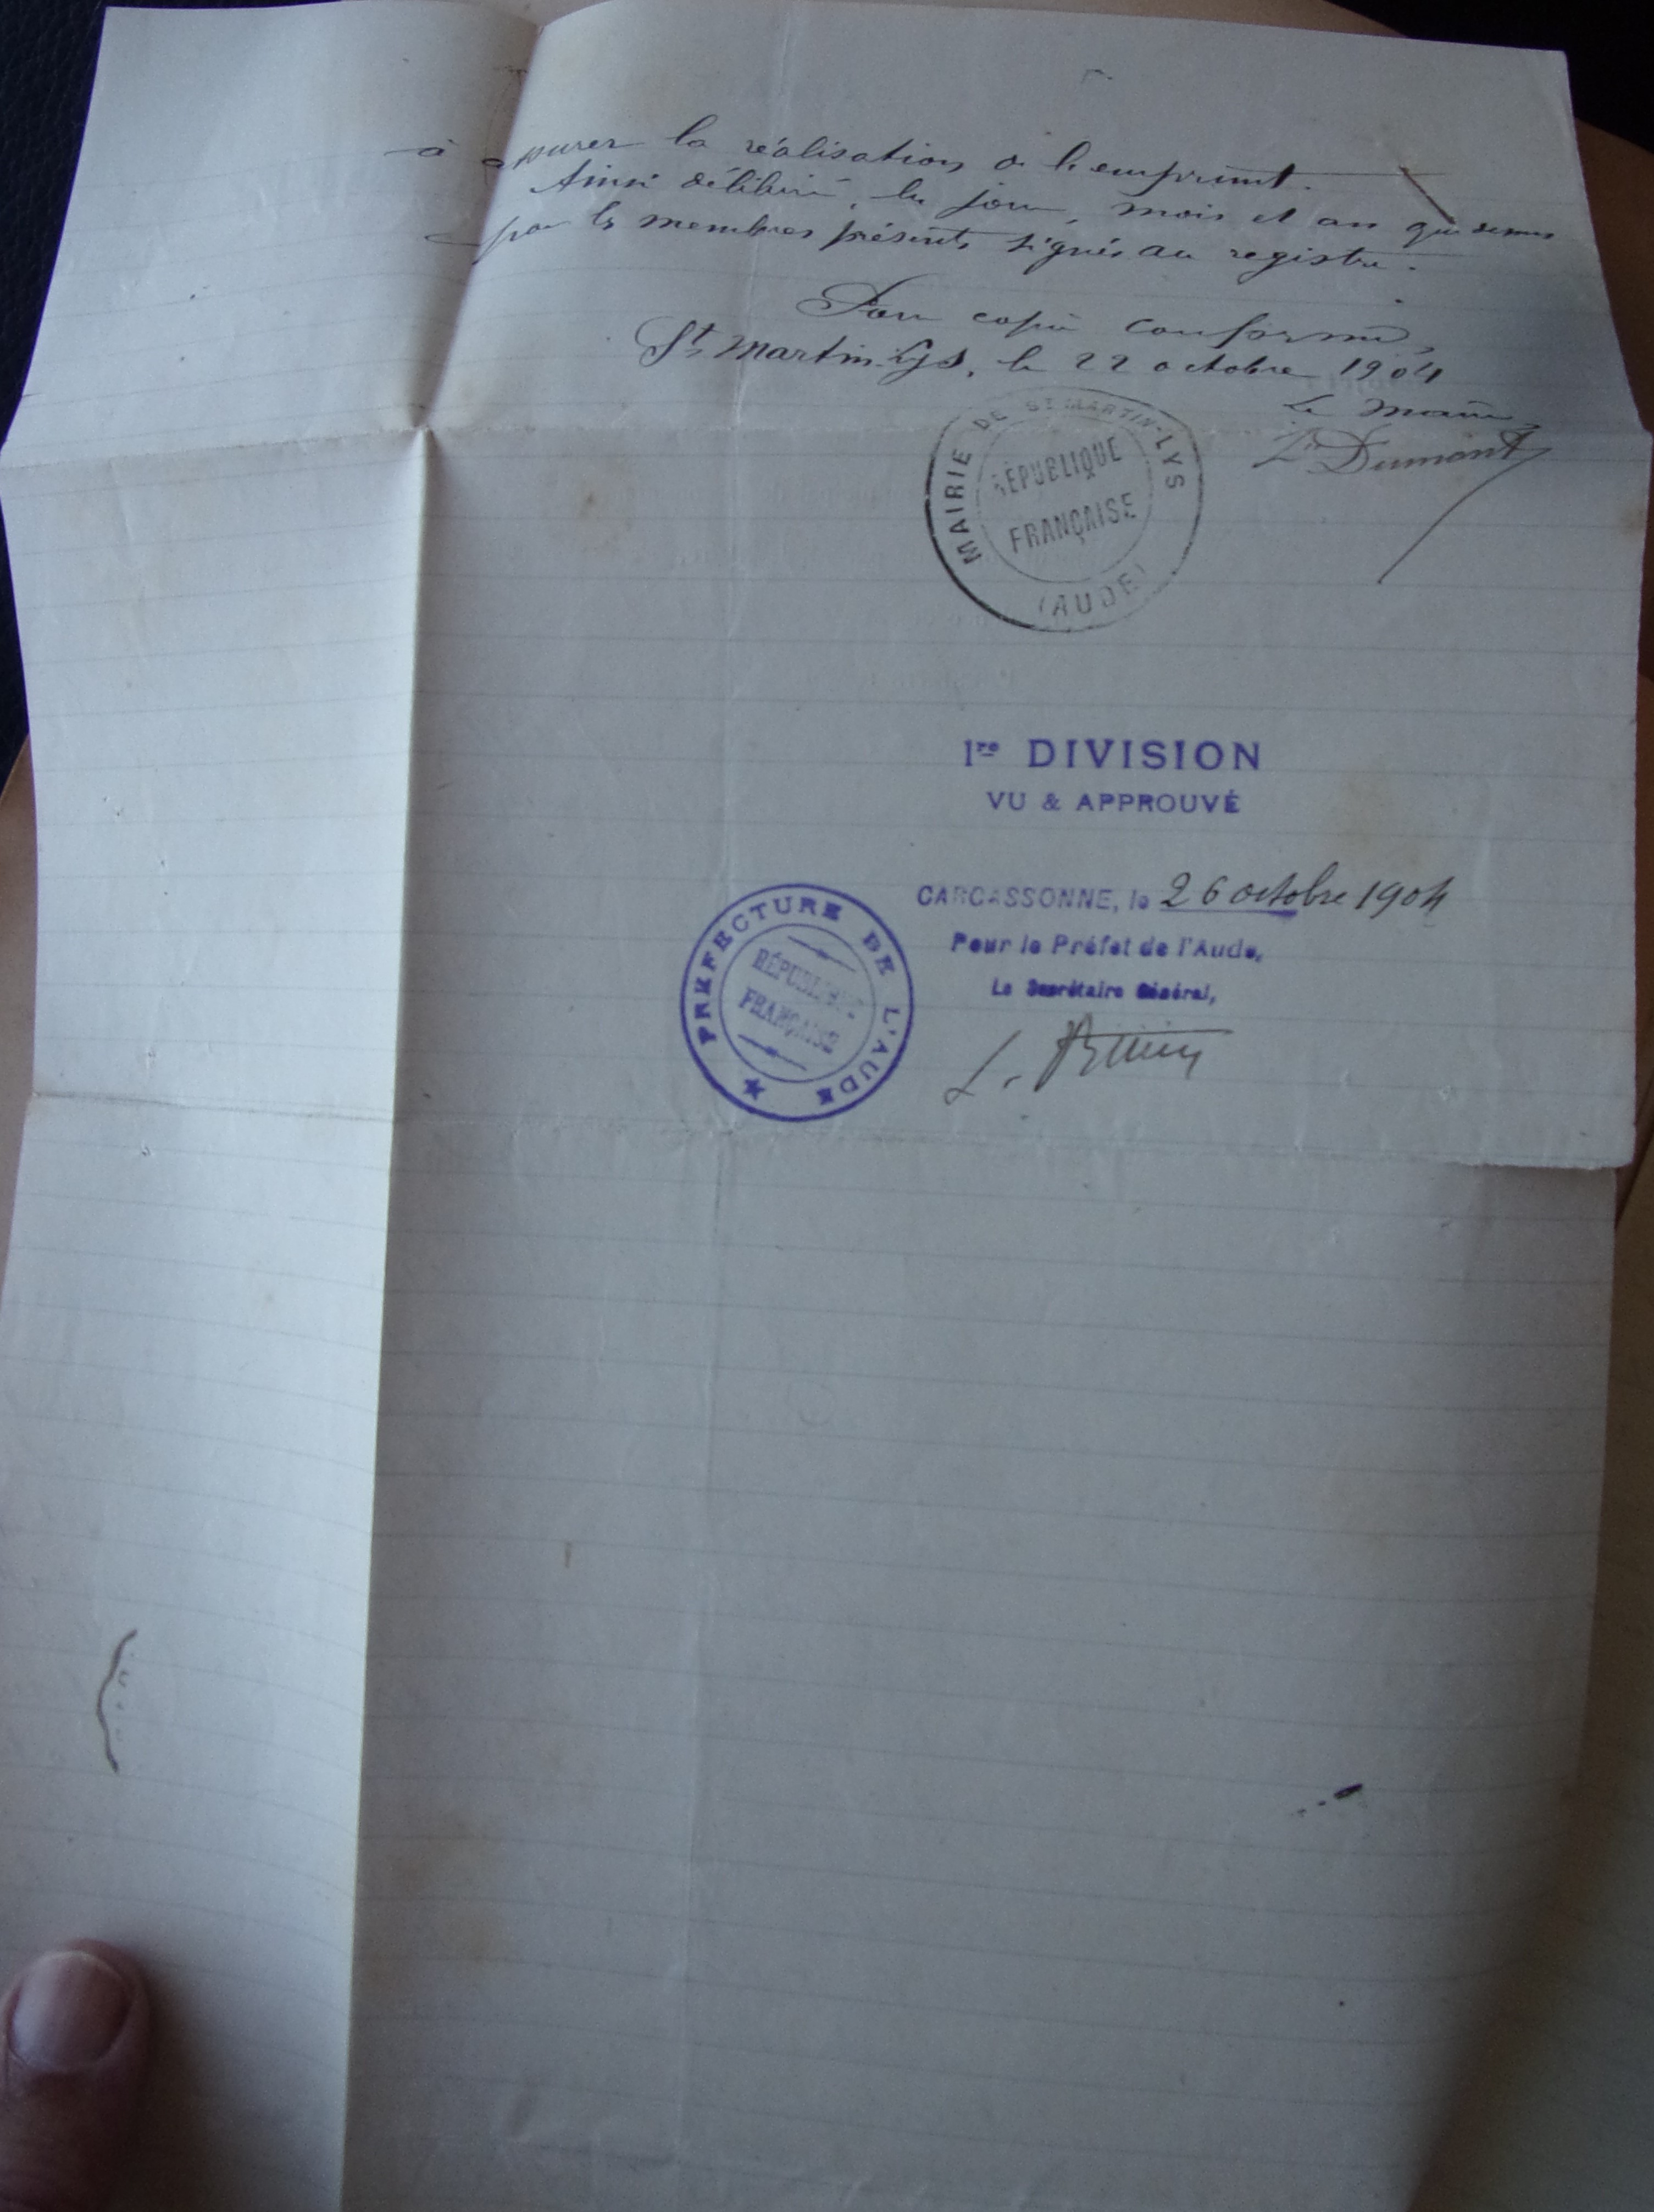 à assurer la réalisation de l'emprunt.
Ainsi délibéré, les jour, mois et an que dessus
par les membres présents signés au registre.
Pour copie conforme,
St Martin-Lys, le 22 octobre 1904
Le Maire,
Dumont
MAIRIE DE ST MARTIN-LYS
RÉPUBLIQUE
FRANÇAISE
(AUDE)
1re DIVISION
VU & APPROUVÉ
CARCASSONNE, le 26 octobre 1904
Pour le Préfet de l'Aude,
Le Secrétaire Général,
PRÉFECTURE DE L'AUDE
RÉPUBLIQUE
FRANÇAISE